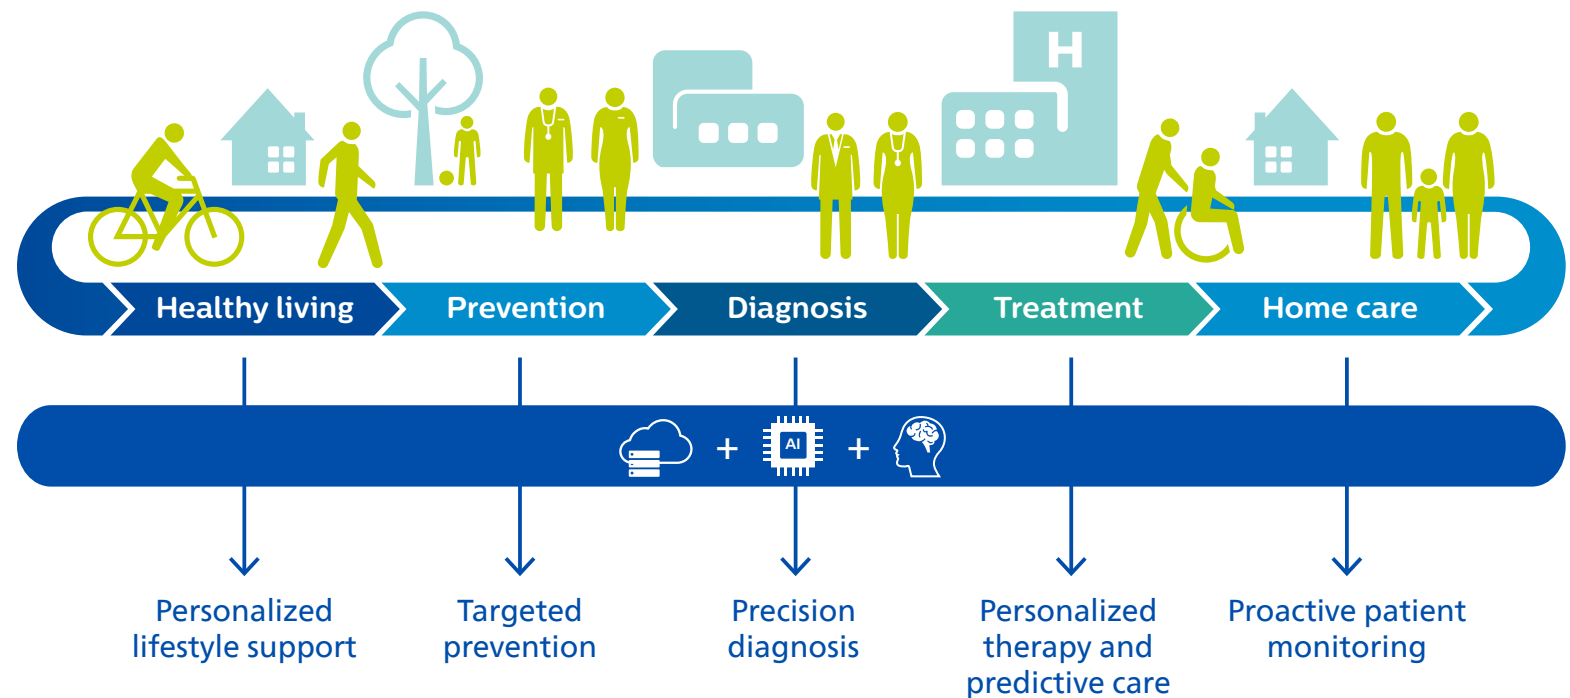 H
Healthy living
Prevention
Diagnosis
Treatment
Home care
+ AI +
Personalized
lifestyle support
Targeted
prevention
Precision
diagnosis
Personalized
therapy and
predictive care
Proactive patient
monitoring